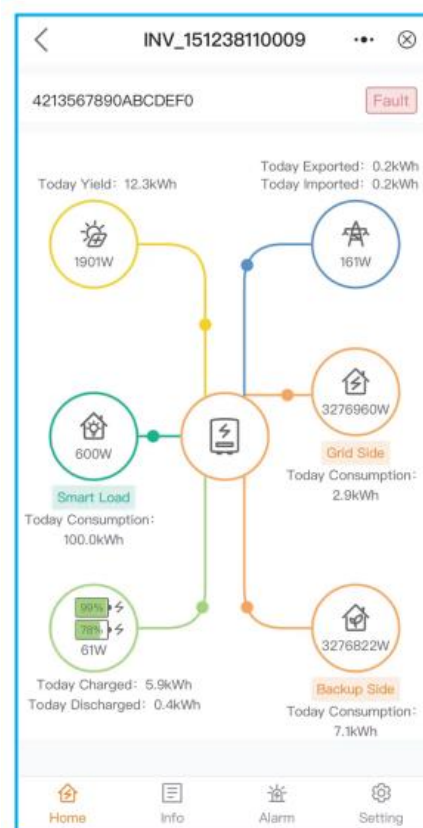 INV_151238110009
4213567890ABCDEF0
Fault
Today Exported: 0.2kWh
Today Imported: 0.2kWh
Today Yield: 12.3kWh
1901W
161W
600W
3276960W
Smart Load
Grid Side
Today Consumption:
100.0kWh
Today Consumption:
2.9kWh
99%
78%
61W
3276822W
Today Charged: 5.9kWh
Today Discharged: 0.4kWh
Backup Side
Today Consumption:
7.1kWh
Home
Info
Alarm
Setting